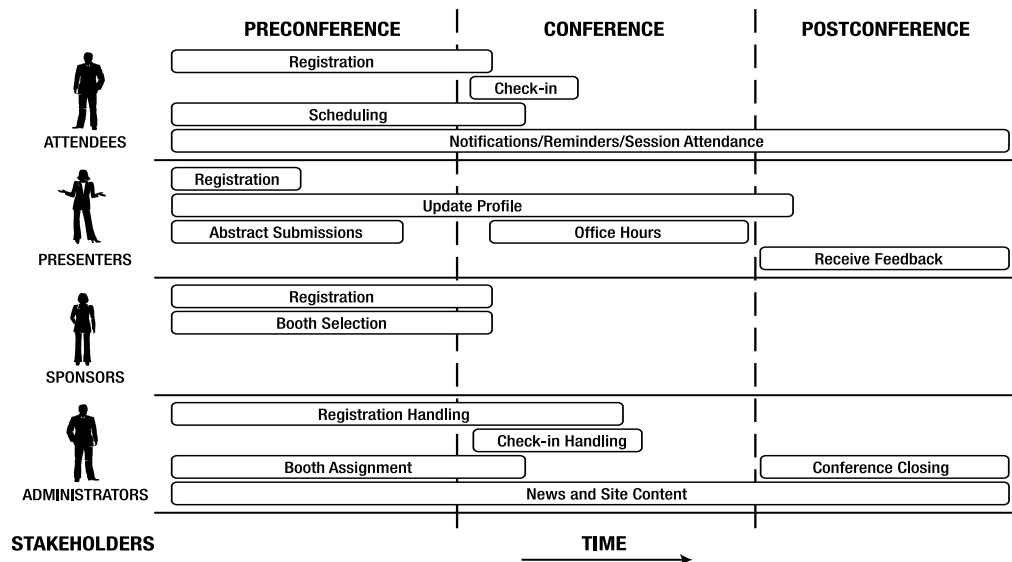 PRECONFERENCE CONFERENCE POSTCONFERENCE
Registration
Check-in
Scheduling
Notifications/Reminders/Session Attendance
ATTENDEES
Registration
Update Profile
Abstract Submissions Office Hours
Receive Feedback
PRESENTERS
Registration
Booth Selection
SPONSORS
Registration Handling
Check-in Handling
Booth Assignment Conference Closing
News and Site Content
ADMINISTRATORS
STAKEHOLDERS TIME